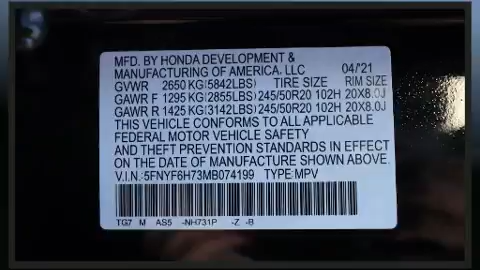 MFD. BY HONDA DEVELOPMENT &
MANUFACTURING OF AMERICA, LLC 04/'21
GVWR 2650 KG(5842LBS) TIRE SIZE RIM SIZE
GAWR F 1295 KG(2855LBS) 245/50R20 102H 20X8.0J
GAWR R 1425 KG(3142LBS) 245/50R20 102H 20X8.0J
THIS VEHICLE CONFORMS TO ALL APPLICABLE
FEDERAL MOTOR VEHICLE SAFETY
AND THEFT PREVENTION STANDARDS IN EFFECT
ON THE DATE OF MANUFACTURE SHOWN ABOVE.
V.I.N.:5FNYF6H73MB074199 TYPE:MPV
TG7 M AS5 -NH731P -Z -B